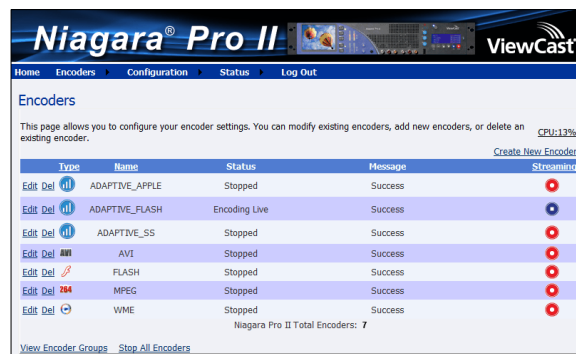 Niagara® Pro II
ViewCast
Home Encoders Configuration Status Log Out
Encoders
This page allows you to configure your encoder settings. You can modify existing encoders, add new encoders, or delete an
existing encoder.
CPU:13%
Create New Encoder
Type Name Status Message Streaming
Edit Del ADAPTIVE_APPLE Stopped Success
Edit Del ADAPTIVE_FLASH Encoding Live Success
Edit Del ADAPTIVE_SS Stopped Success
Edit Del AVI AVI Stopped Success
Edit Del FLASH Stopped Success
Edit Del 264 MPEG Stopped Success
Edit Del WME Stopped Success
Niagara Pro II Total Encoders: 7
View Encoder Groups Stop All Encoders